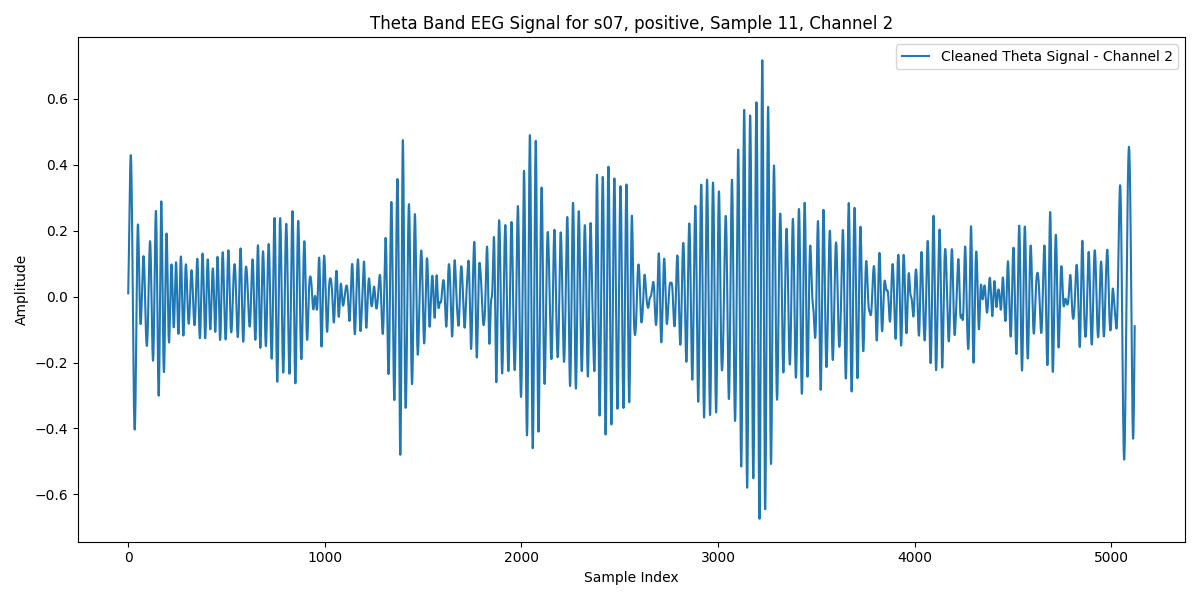 Theta Band EEG Signal for s07, positive, Sample 11, Channel 2
Cleaned Theta Signal - Channel 2
Amplitude
0.6
0.4
0.2
0.0
−0.2
−0.4
−0.6
0 1000 2000 3000 4000 5000
Sample Index